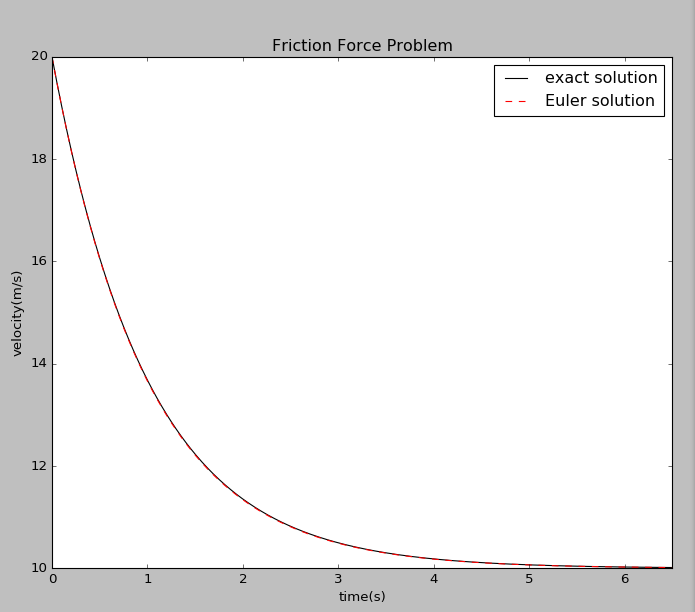 Friction Force Problem
exact solution
Euler solution
20
18
16
14
12
10
velocity(m/s)
0 1 2 3 4 5 6
time(s)